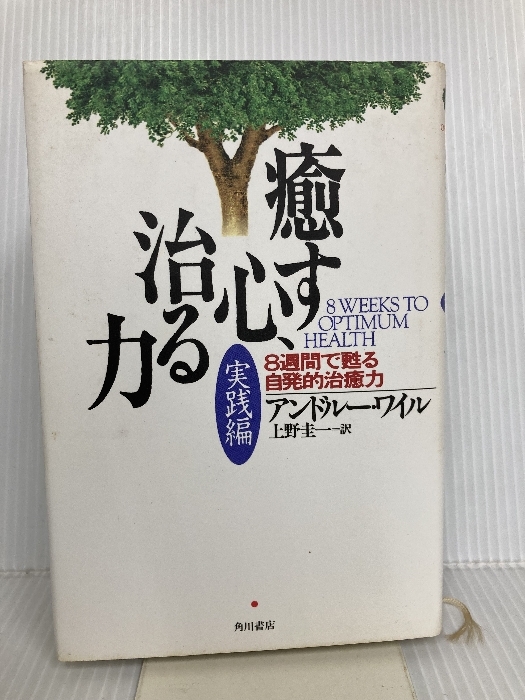 癒す心、
治る
力
実践編
8 WEEKS TO
OPTIMUM
HEALTH
8週間で甦る
自発的治癒力
アンドルー・ワイル
上野圭一=訳
角川書店